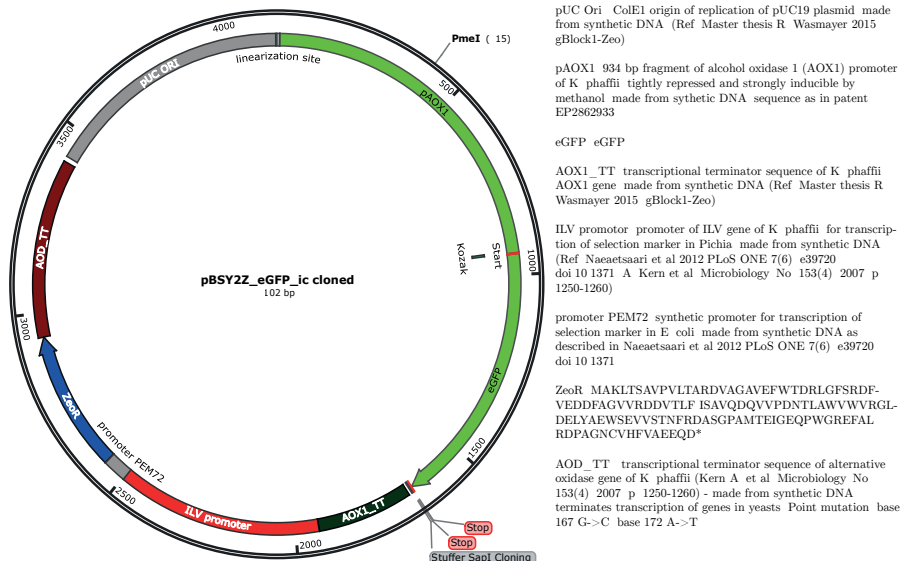 4000
PmeI ( 15)
linearization site
pUC ORI
500
pAOX1
3500
AOD_TT
Kozak
Start
1000
pBSY2Z_eGFP_ic cloned
102 bp
3000
eGFP
ZeoR
promoter PEM72
1500
2500
ILV promoter
AOX1_TT
2000
Stop
Stop
Stuffer SapI Cloning
pUC Ori ColE1 origin of replication of pUC19 plasmid made
from synthetic DNA (Ref Master thesis R Wasmayer 2015
gBlock1-Zeo)
pAOX1 934 bp fragment of alcohol oxidase 1 (AOX1) promoter
of K phaffii tightly repressed and strongly inducible by
methanol made from sythetic DNA sequence as in patent
EP2862933
eGFP eGFP
AOX1_TT transcriptional terminator sequence of K phaffii
AOX1 gene made from synthetic DNA (Ref Master thesis R
Wasmayer 2015 gBlock1-Zeo)
ILV promotor promoter of ILV gene of K phaffii for transcrip-
tion of selection marker in Pichia made from synthetic DNA
(Ref Naeaetsaari et al 2012 PLoS ONE 7(6) e39720
doi 10 1371 A Kern et al Microbiology No 153(4) 2007 p
1250-1260)
promoter PEM72 synthetic promoter for transcription of
selection marker in E coli made from synthetic DNA as
described in Naeaetsaari et al 2012 PLoS ONE 7(6) e39720
doi 10 1371
ZeoR MAKLTSAVPVLTARDVAGAVEFWTDRLGFSRDF-
VEDDFAGVVRDDVTLF ISAVQDQVVPDNTLAWVWVRGL-
DELYAEWSEVVSTNFRDASGPAMTEIGEQPWGREFAL
RDPAGNCVHFVAEEQD*
AOD_TT transcriptional terminator sequence of alternative
oxidase gene of K phaffii (Kern A et al Microbiology No
153(4) 2007 p 1250-1260) - made from synthetic DNA
terminates transcription of genes in yeasts Point mutation base
167 G->C base 172 A->T